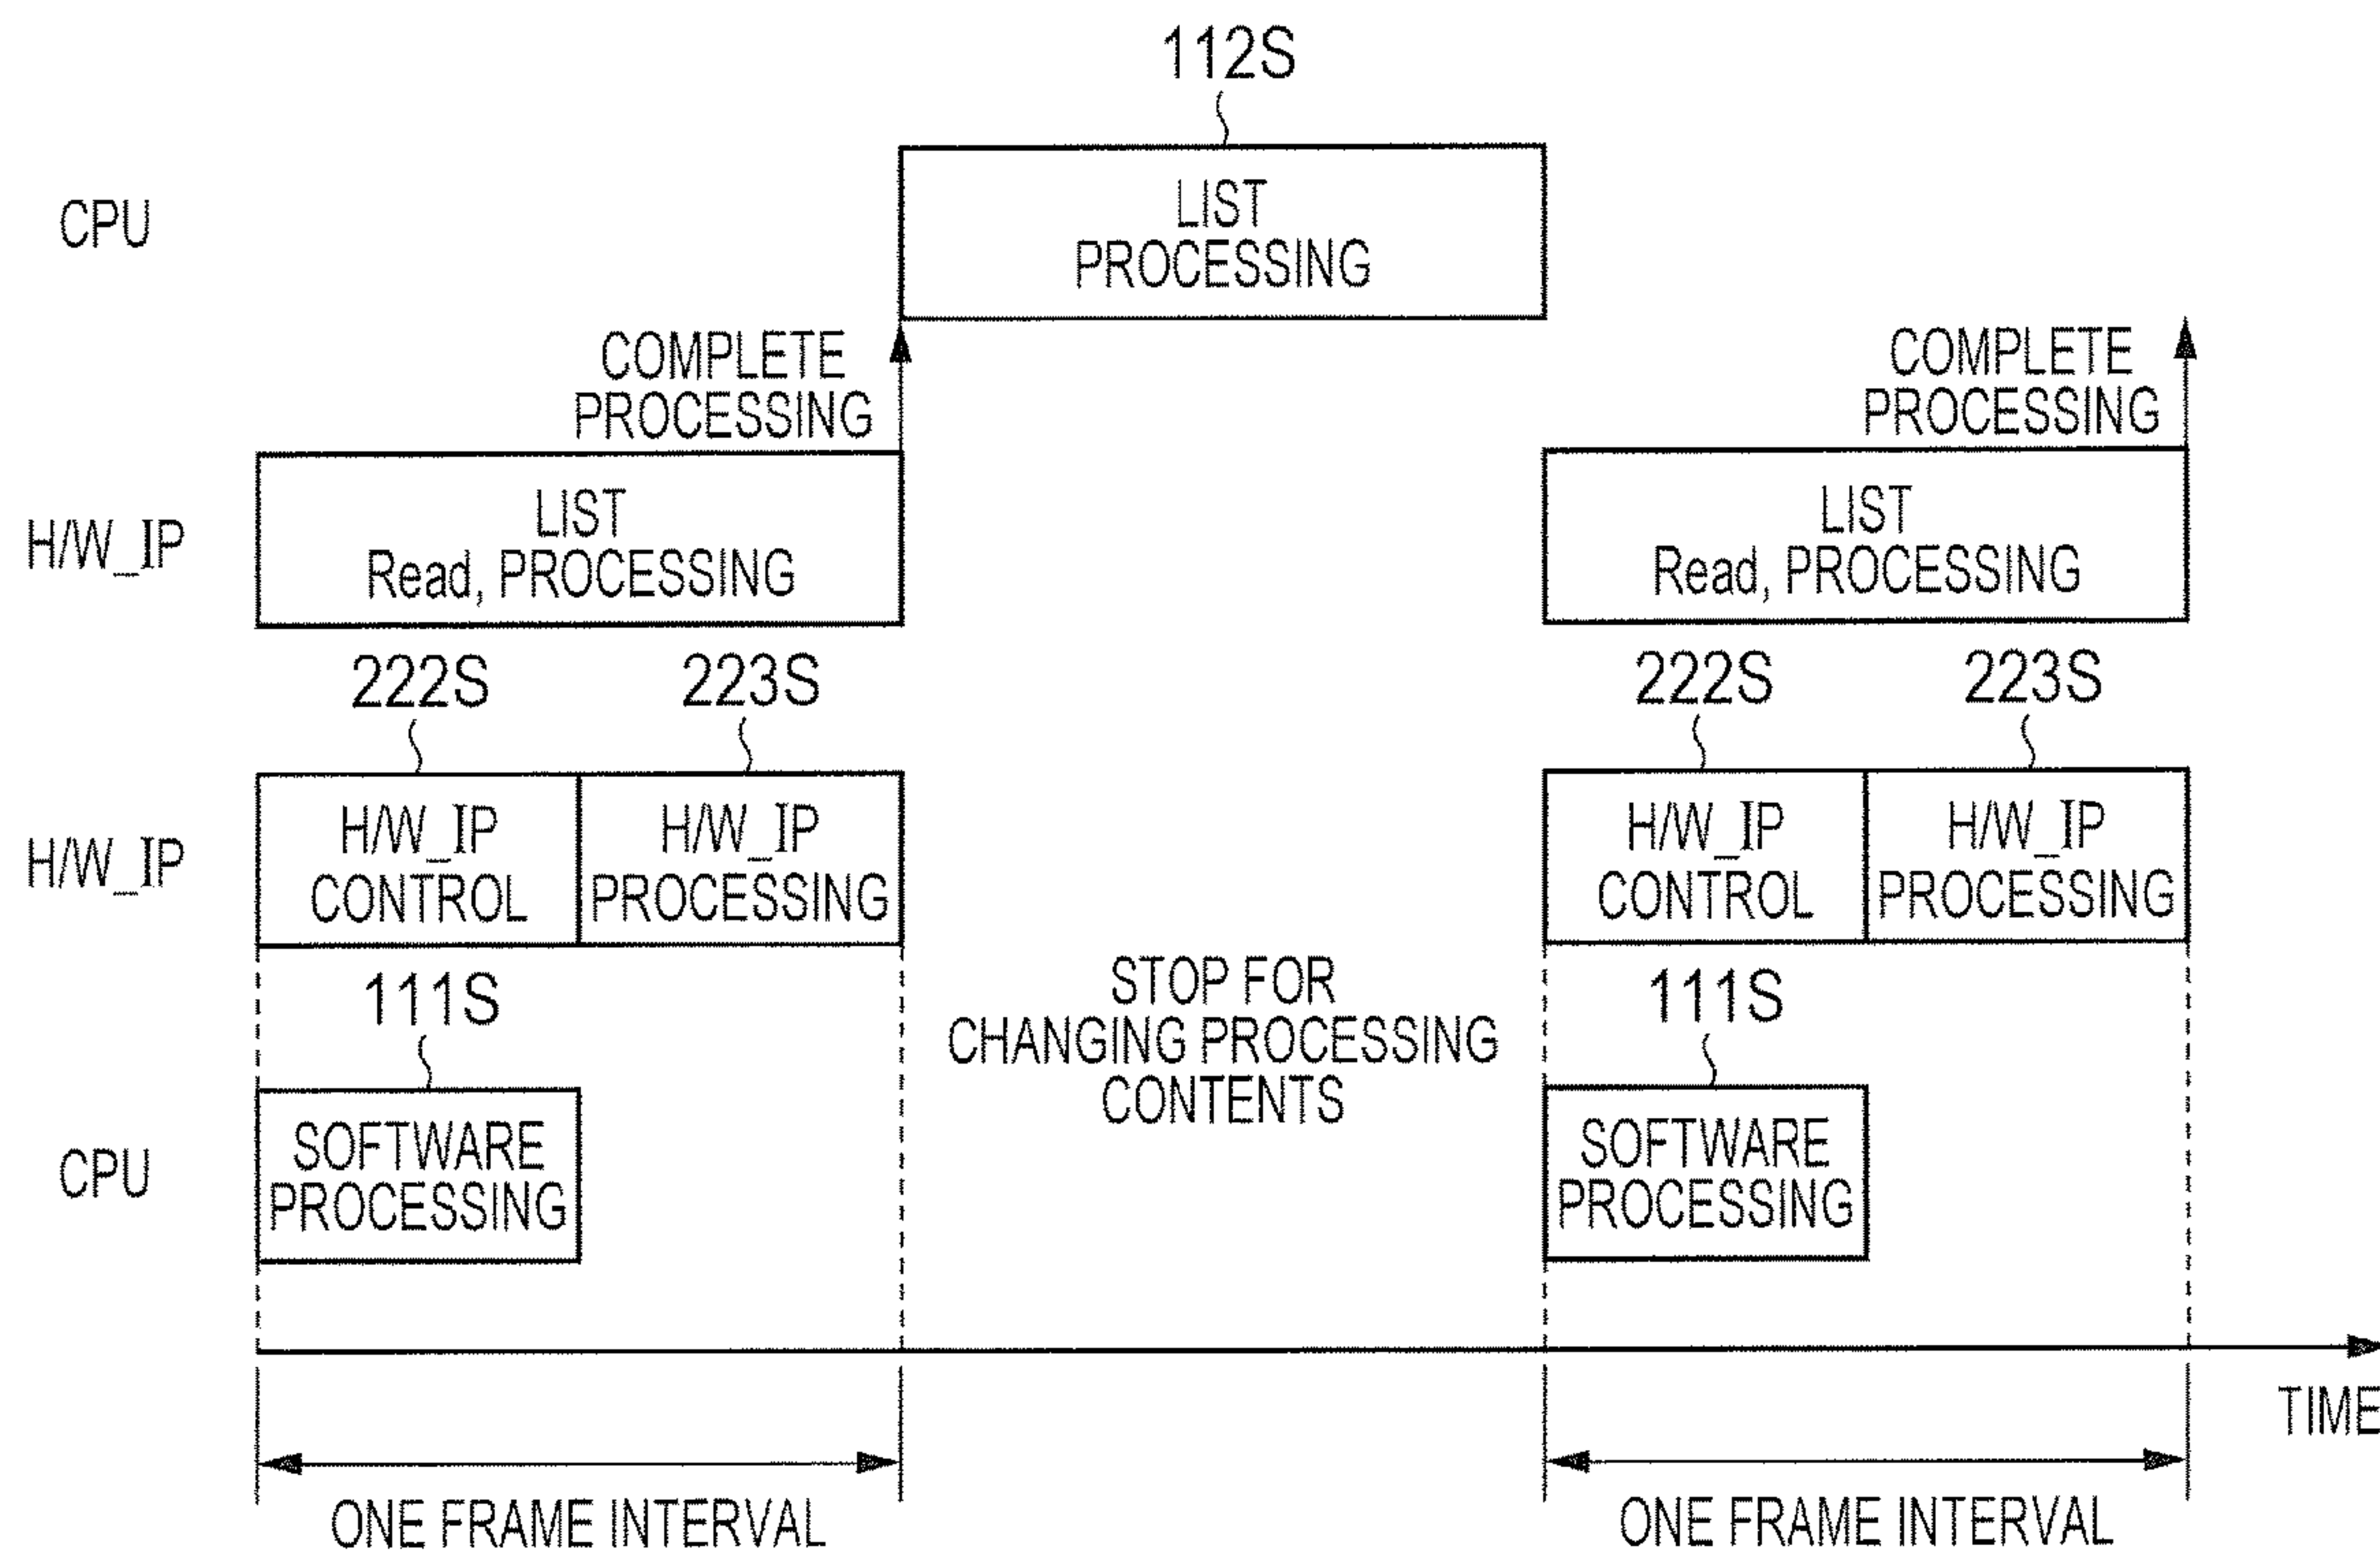 112S
CPU
LIST
PROCESSING
COMPLETE
PROCESSING
COMPLETE
PROCESSING
H/W_IP
LIST
Read, PROCESSING
LIST
Read, PROCESSING
222S
223S
222S
223S
H/W_IP
H/W_IP
CONTROL
H/W_IP
PROCESSING
H/W_IP
CONTROL
H/W_IP
PROCESSING
111S
STOP FOR
CHANGING PROCESSING
CONTENTS
111S
CPU
SOFTWARE
PROCESSING
SOFTWARE
PROCESSING
TIME
ONE FRAME INTERVAL
ONE FRAME INTERVAL